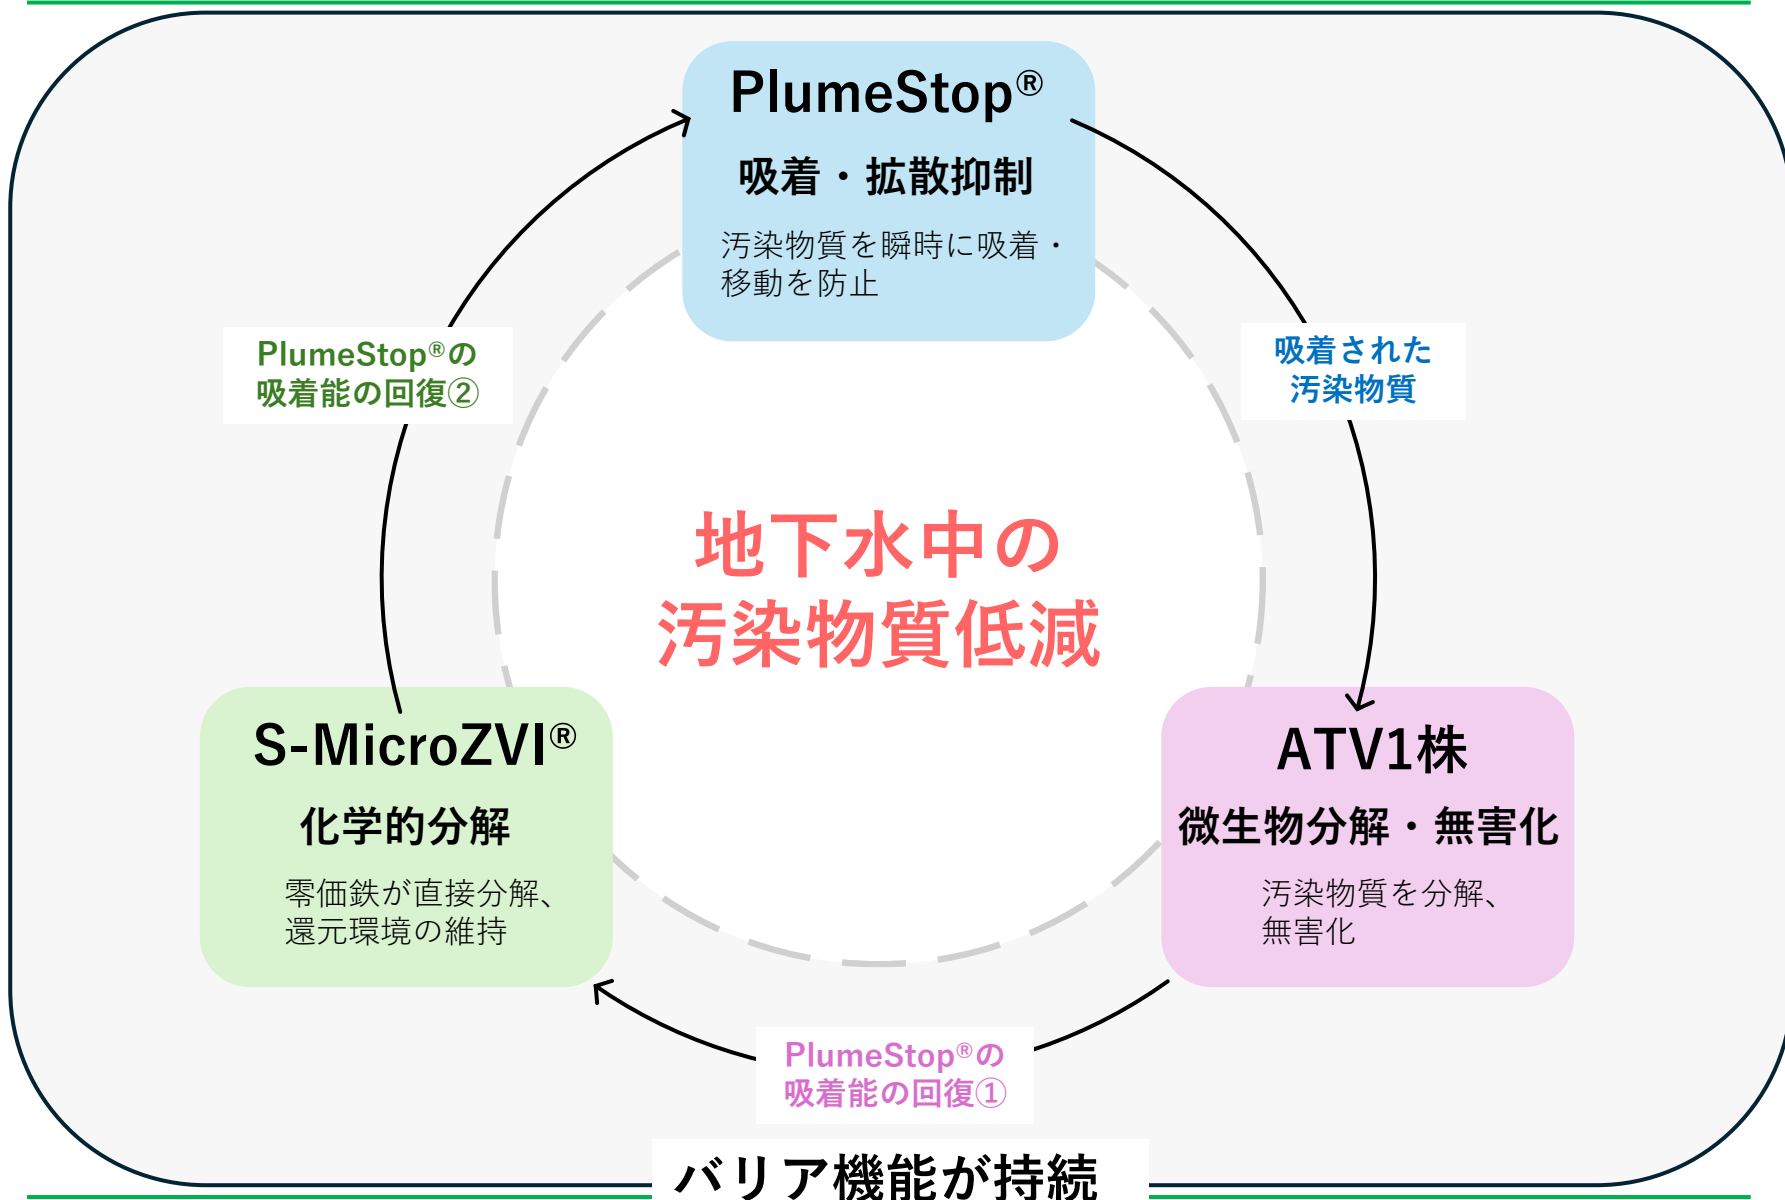 PlumeStop®
吸着・拡散抑制
汚染物質を瞬時に吸着・
移動を防止
PlumeStop®の
吸着能の回復②
吸着された
汚染物質
地下水中の
汚染物質低減
S-MicroZVI®
化学的分解
零価鉄が直接分解、
還元環境の維持
ATV1株
微生物分解・無害化
汚染物質を分解、
無害化
PlumeStop®の
吸着能の回復①
バリア機能が持続